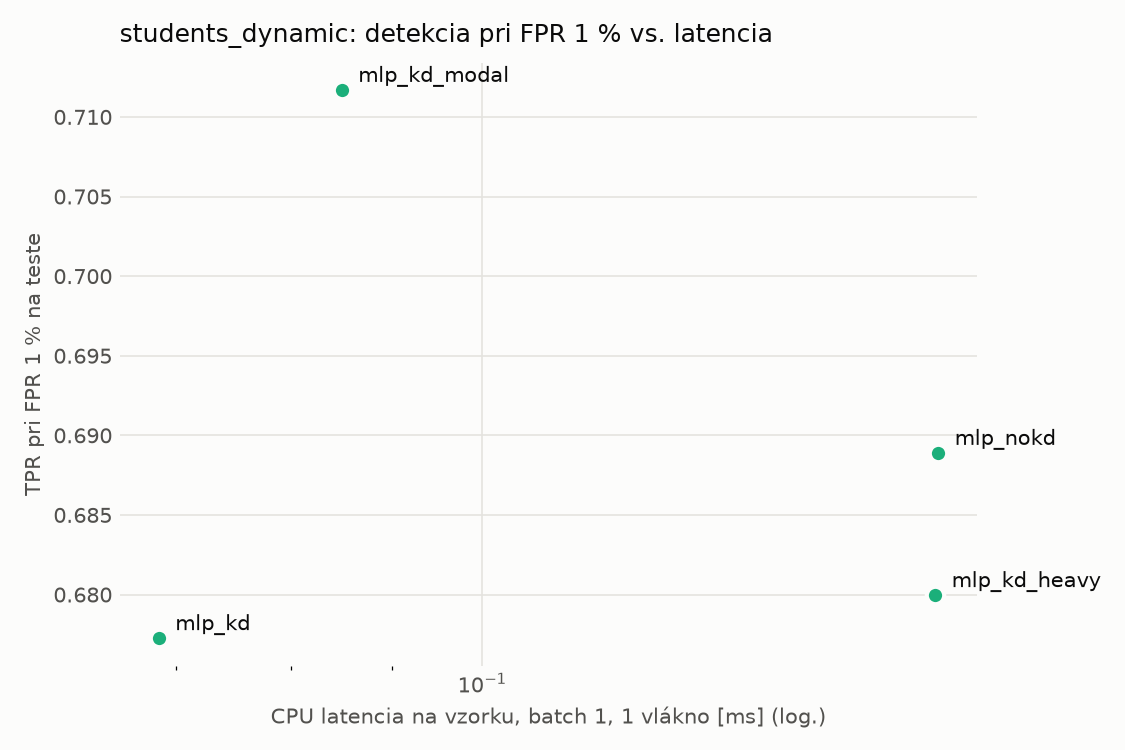 students_dynamic: detekcia pri FPR 1 % vs. latencia
mlp_kd_modal
0.710
0.705
0.700
0.695
0.690
0.685
0.680
TPR pri FPR 1 % na teste
mlp_nokd
mlp_kd_heavy
mlp_kd
10⁻¹
CPU latencia na vzorku, batch 1, 1 vlákno [ms] (log.)